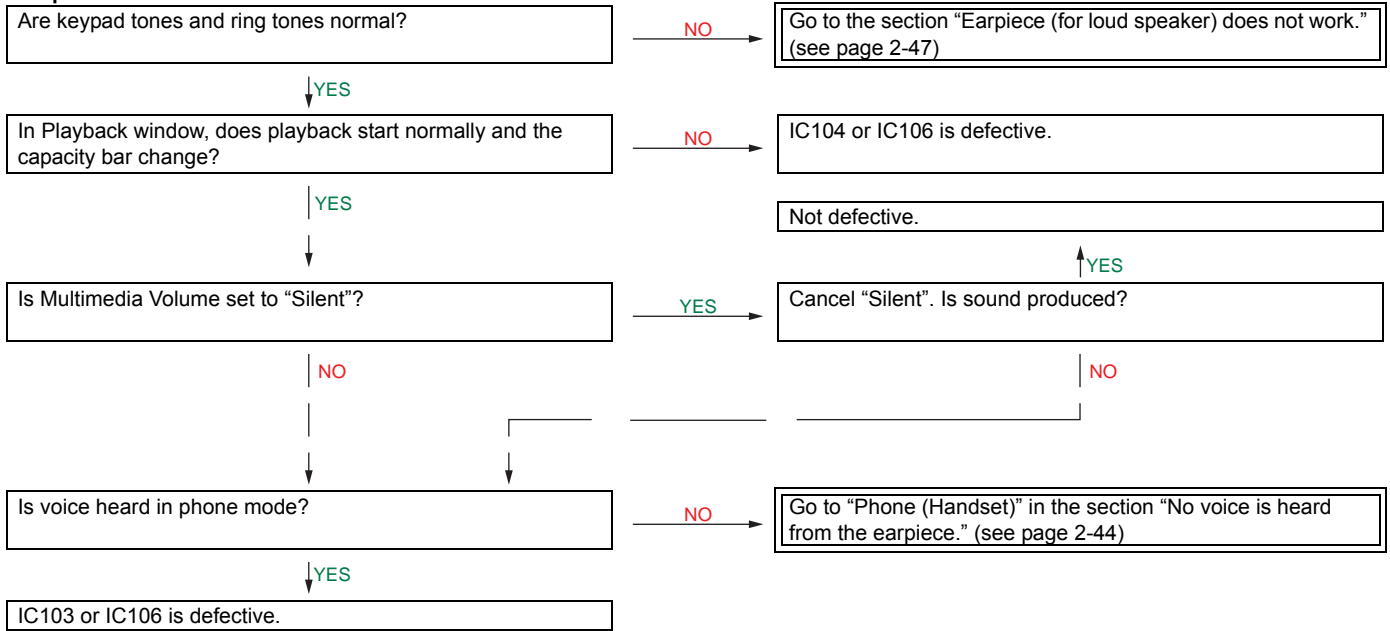 Are keypad tones and ring tones normal?
NO
Go to the section “Earpiece (for loud speaker) does not work.”
(see page 2-47)
YES
In Playback window, does playback start normally and the
capacity bar change?
NO
IC104 or IC106 is defective.
YES
Not defective.
YES
Is Multimedia Volume set to “Silent”?
YES
Cancel “Silent”. Is sound produced?
NO
NO
Is voice heard in phone mode?
NO
Go to “Phone (Handset)” in the section “No voice is heard
from the earpiece.” (see page 2-44)
YES
IC103 or IC106 is defective.